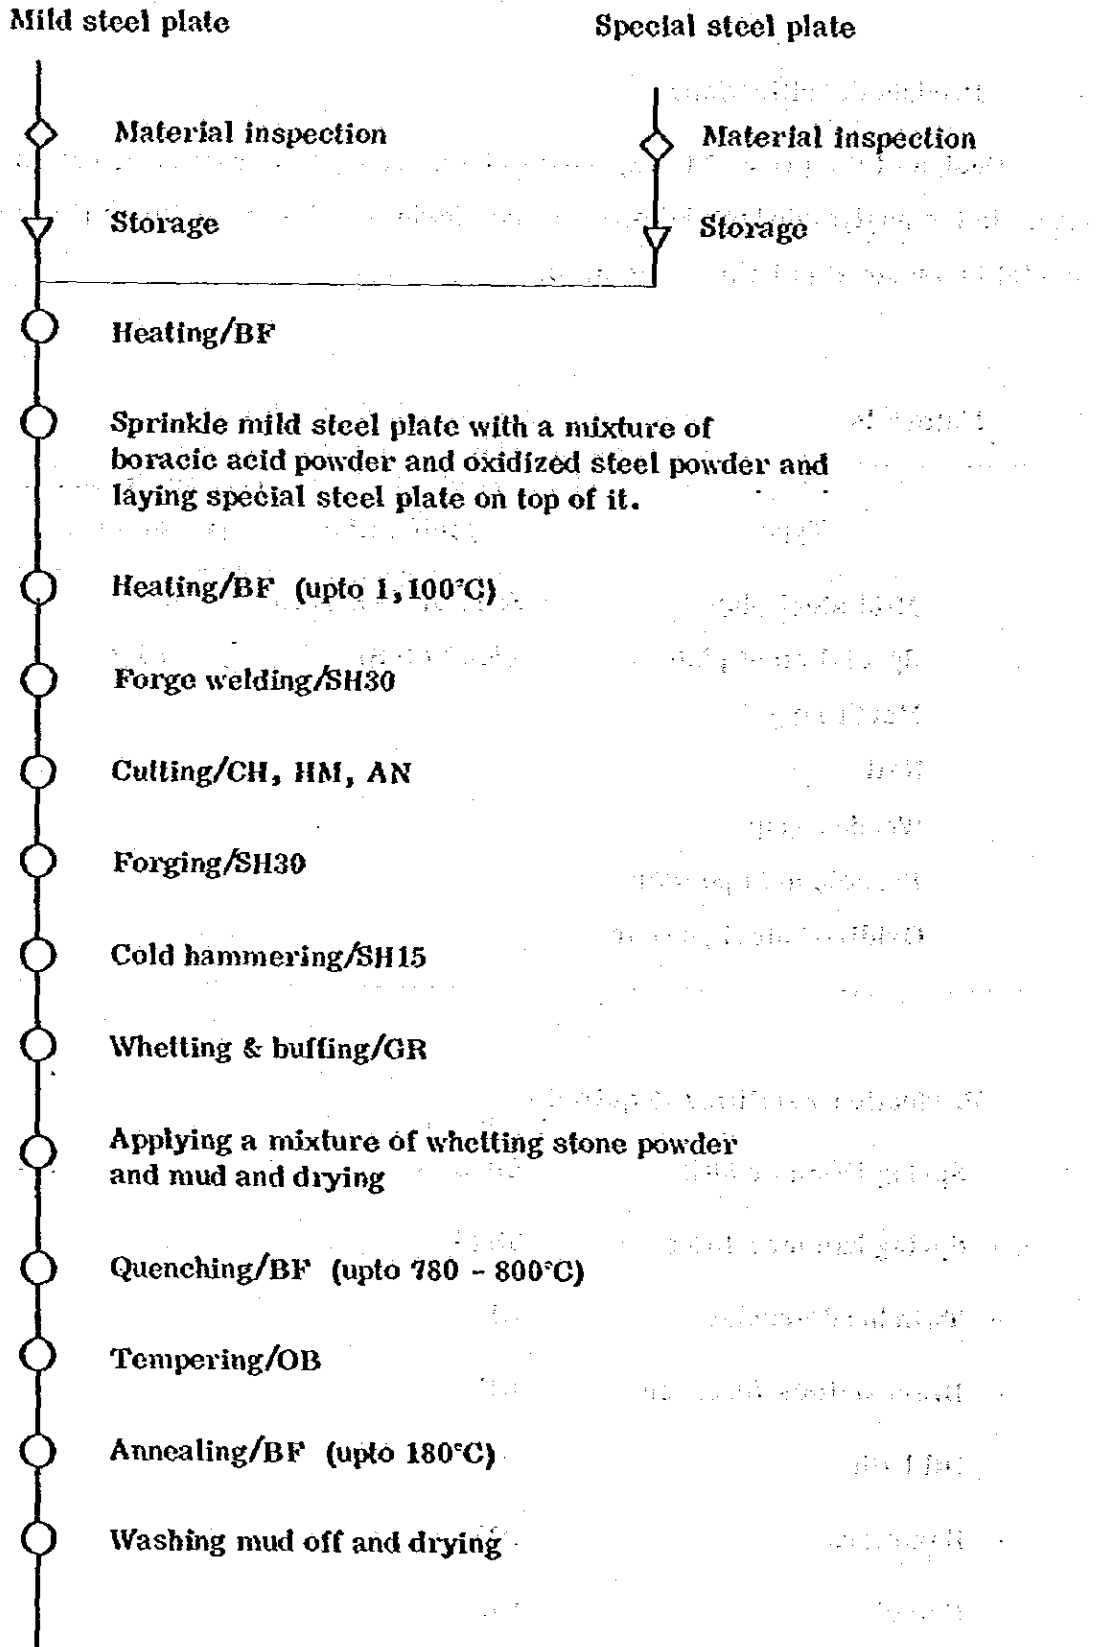 Mild steel plate
Special steel plate
Material inspection
Material inspection
Storage
Storage
Heating/BF
Sprinkle mild steel plate with a mixture of
boracic acid powder and oxidized steel powder and
laying special steel plate on top of it.
Heating/BF (upto 1,100°C)
Forge welding/SH30
Cutting/CH, HM, AN
Forging/SH30
Cold hammering/SH15
Whetting & buffing/GR
Applying a mixture of whetting stone powder
and mud and drying
Quenching/BF (upto 780 - 800°C)
Tempering/OB
Annealing/BF (upto 180°C)
Washing mud off and drying